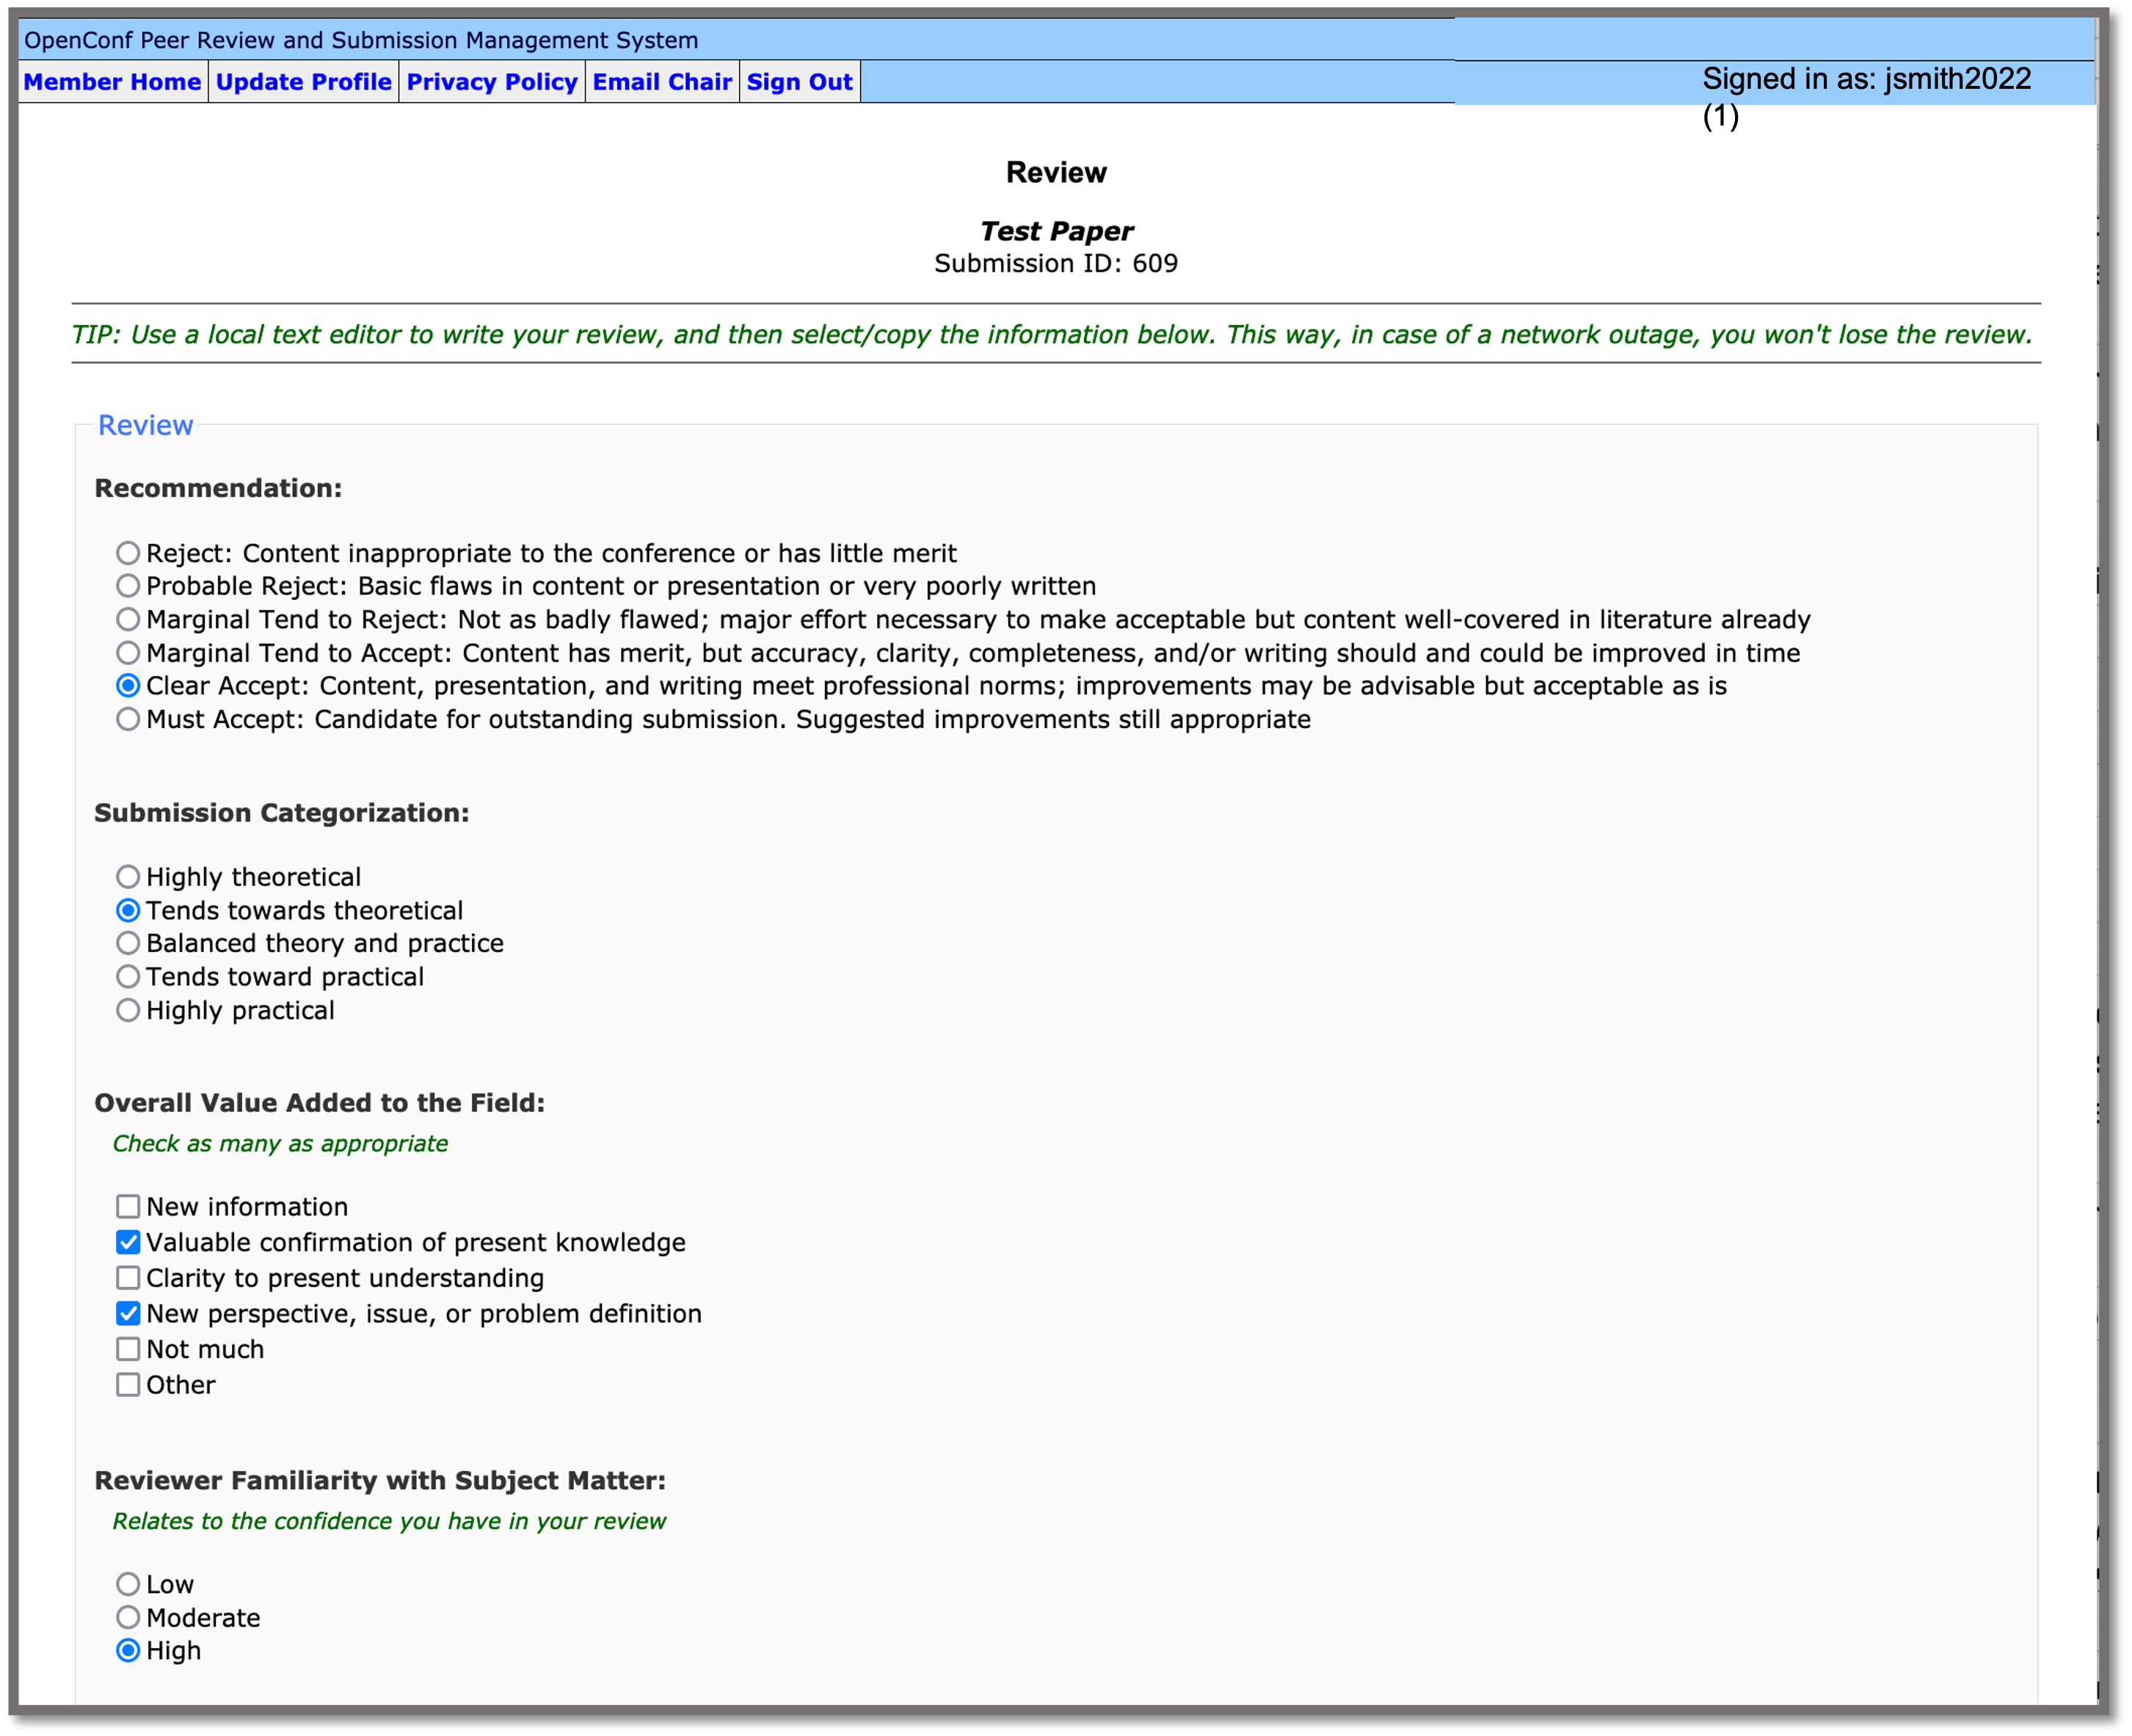 OpenConf Peer Review and Submission Management System
Member Home Update Profile Privacy Policy Email Chair Sign Out
Signed in as: jsmith2022
(1)
Review
Test Paper
Submission ID: 609
TIP: Use a local text editor to write your review, and then select/copy the information below. This way, in case of a network outage, you won't lose the review.
Review
Recommendation:
Reject: Content inappropriate to the conference or has little merit
Probable Reject: Basic flaws in content or presentation or very poorly written
Marginal Tend to Reject: Not as badly flawed; major effort necessary to make acceptable but content well-covered in literature already
Marginal Tend to Accept: Content has merit, but accuracy, clarity, completeness, and/or writing should and could be improved in time
Clear Accept: Content, presentation, and writing meet professional norms; improvements may be advisable but acceptable as is
Must Accept: Candidate for outstanding submission. Suggested improvements still appropriate
Submission Categorization:
Highly theoretical
Tends towards theoretical
Balanced theory and practice
Tends toward practical
Highly practical
Overall Value Added to the Field:
Check as many as appropriate
New information
Valuable confirmation of present knowledge
Clarity to present understanding
New perspective, issue, or problem definition
Not much
Other
Reviewer Familiarity with Subject Matter:
Relates to the confidence you have in your review
Low
Moderate
High